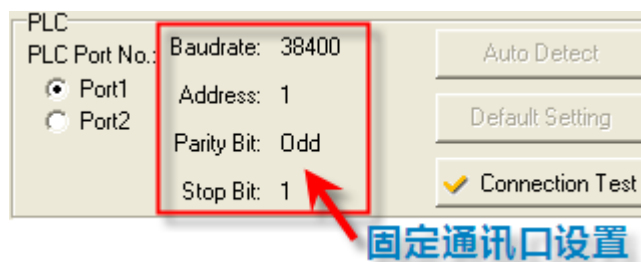 PLC
PLC Port No.:
Port1
Port2
Baudrate: 38400
Address: 1
Parity Bit: Odd
Stop Bit: 1
Auto Detect
Default Setting
Connection Test
固定通讯口设置